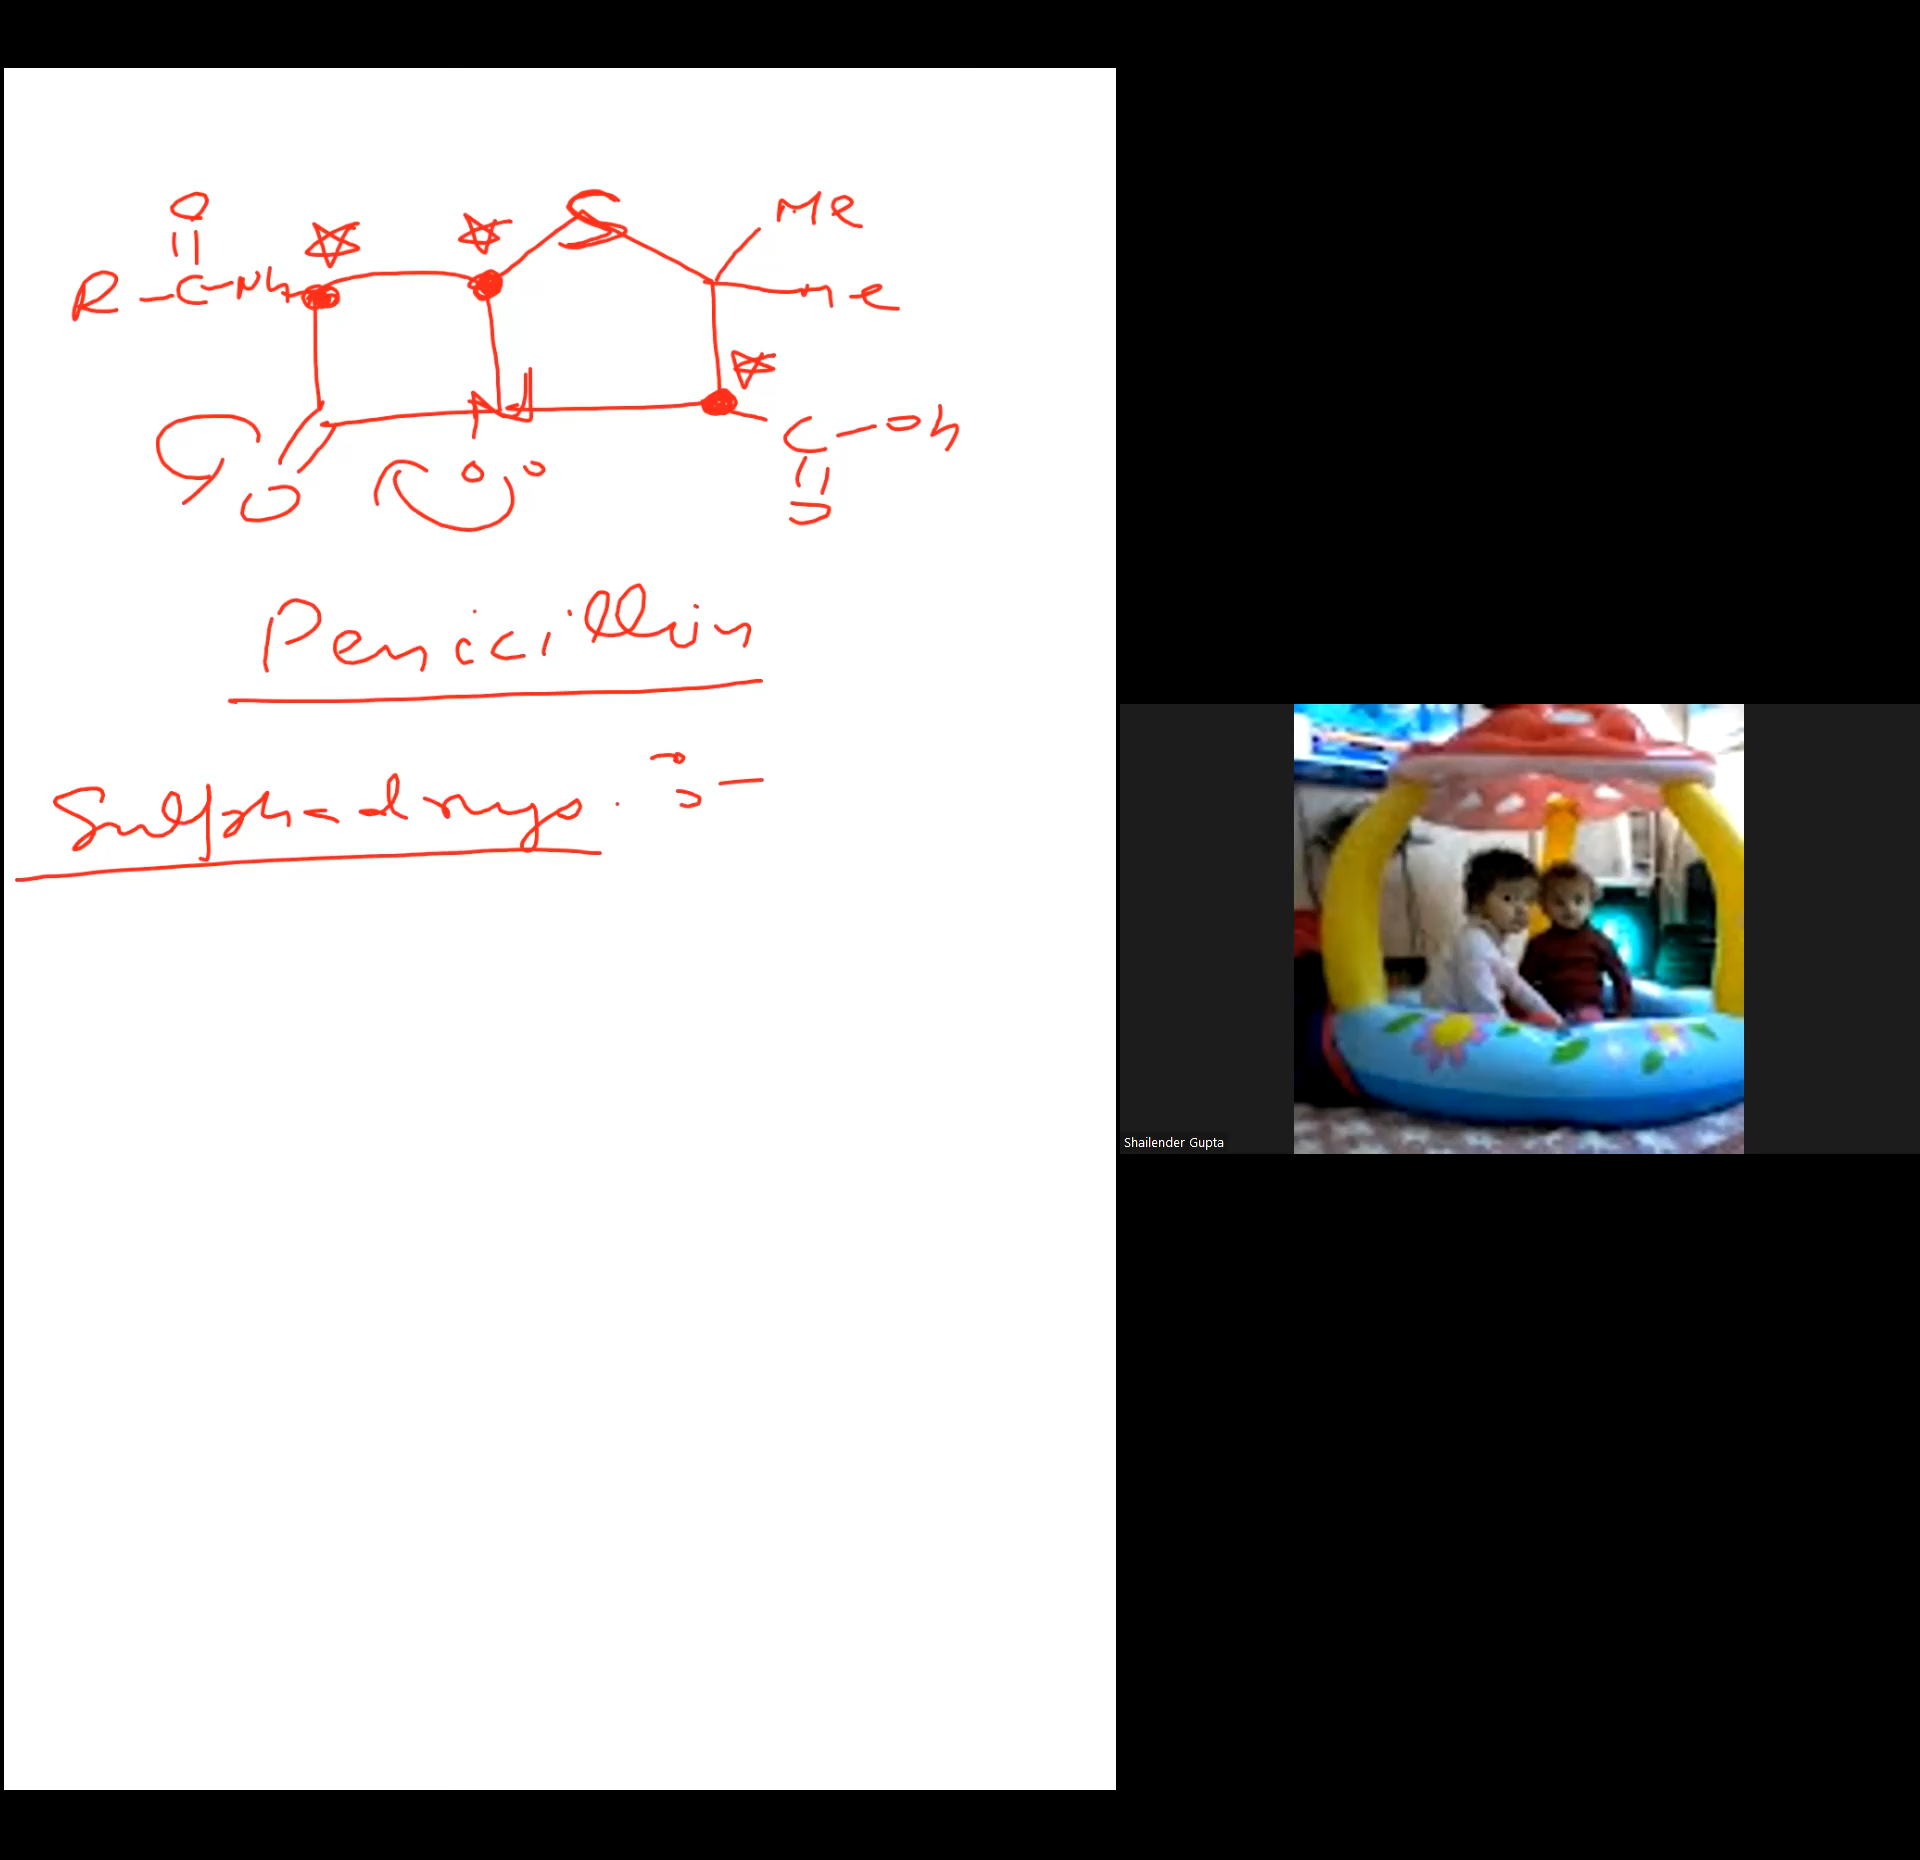 O
Me
S
R-C-NH
Me
N
C-OH
O
O
Penicillin
Sulpha drugs :-
Shailender Gupta